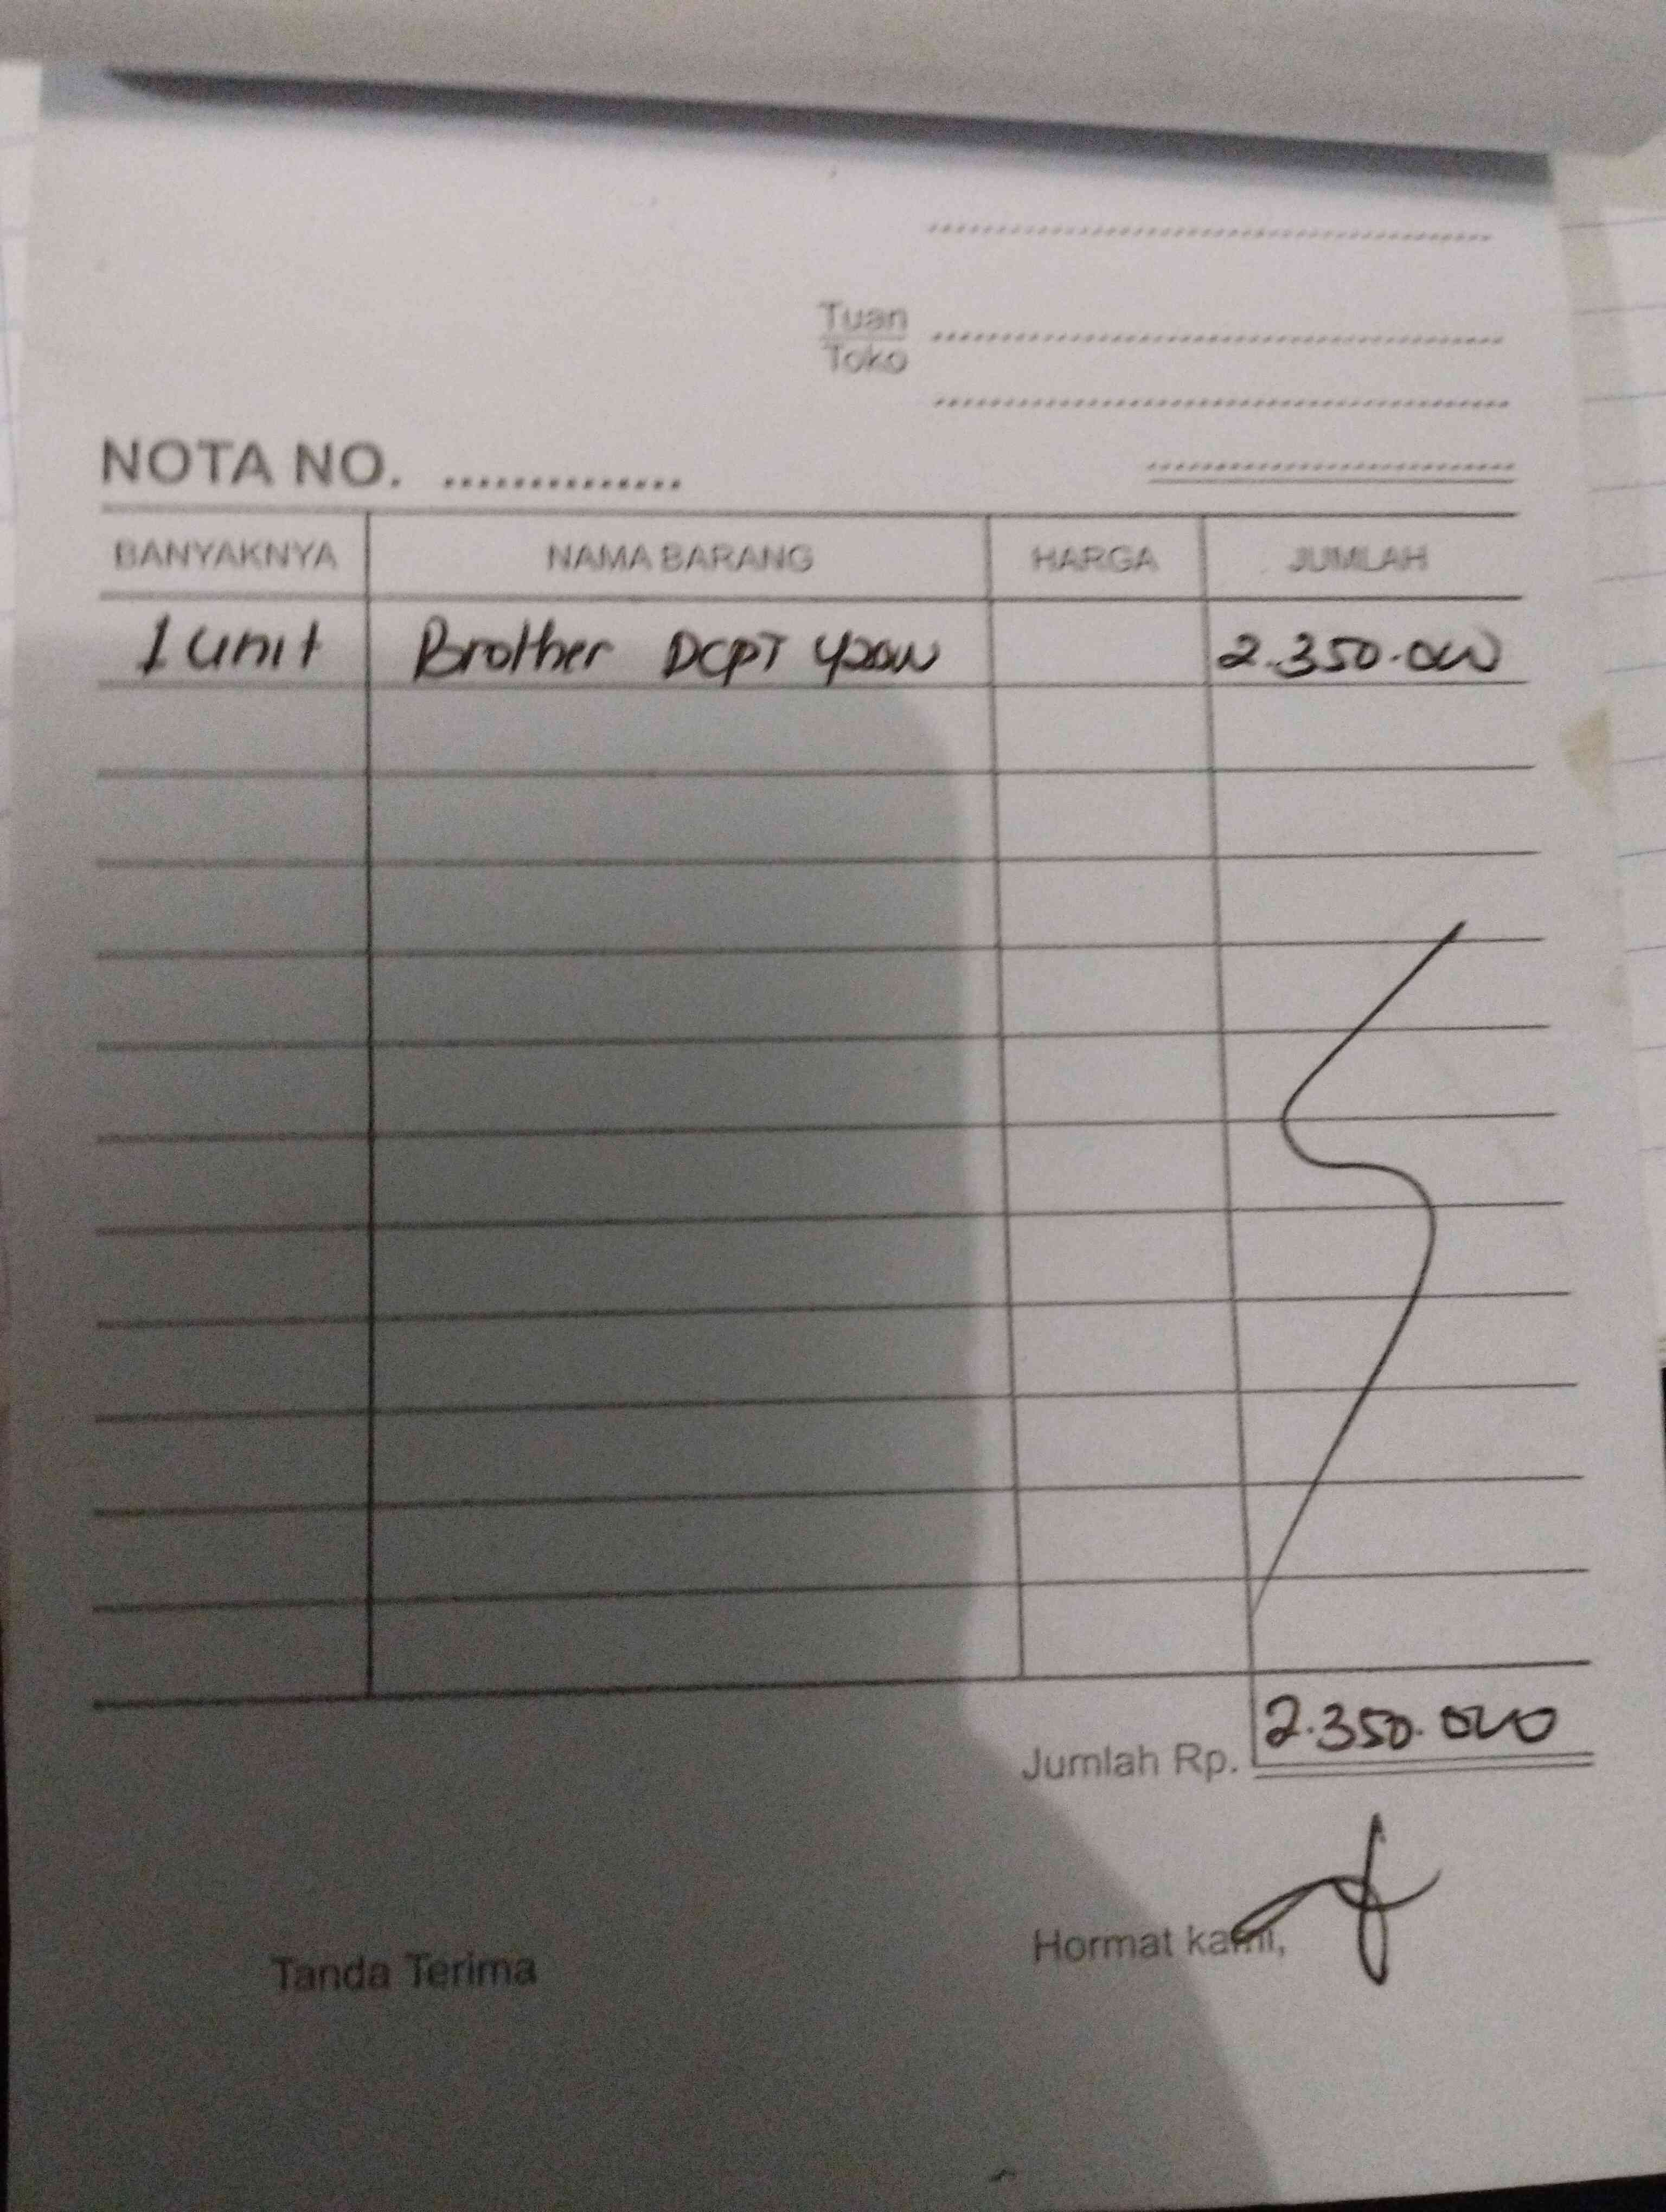 Tuan
Toko
NOTA NO. ..............
BANYAKNYA NAMA BARANG HARGA JUMLAH
1 unit Brother DCPT 420W 2.350.000
Jumlah Rp. 2.350.000
Tanda Terima Hormat kami,